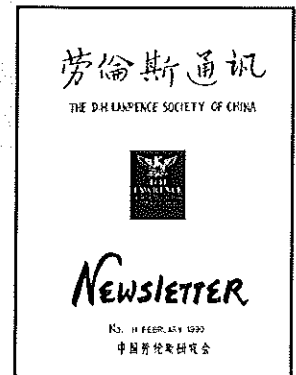 劳伦斯通讯
THE D·H LAWRENCE SOCIETY OF CHINA
D·H
LAWRENCE
NEWSLETTER
FEBRUARY 1990
中国劳伦斯研究会